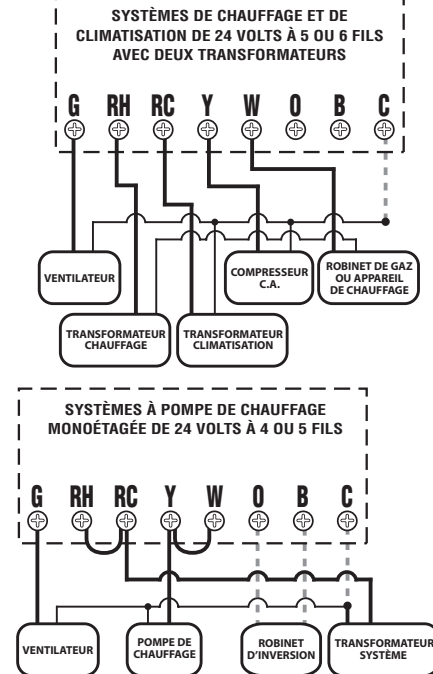 SYSTÈMES DE CHAUFFAGE ET DE
CLIMATISATION DE 24 VOLTS À 5 OU 6 FILS
AVEC DEUX TRANSFORMATEURS
G RH RC Y W O B C
VENTILATEUR
COMPRESSEUR
C.A.
ROBINET DE GAZ
OU APPAREIL
DE CHAUFFAGE
TRANSFORMATEUR
CHAUFFAGE
TRANSFORMATEUR
CLIMATISATION
SYSTÈMES À POMPE DE CHAUFFAGE
MONOÉTAGÉE DE 24 VOLTS À 4 OU 5 FILS
G RH RC Y W O B C
VENTILATEUR
POMPE DE
CHAUFFAGE
ROBINET
D'INVERSION
TRANSFORMATEUR
SYSTÈME